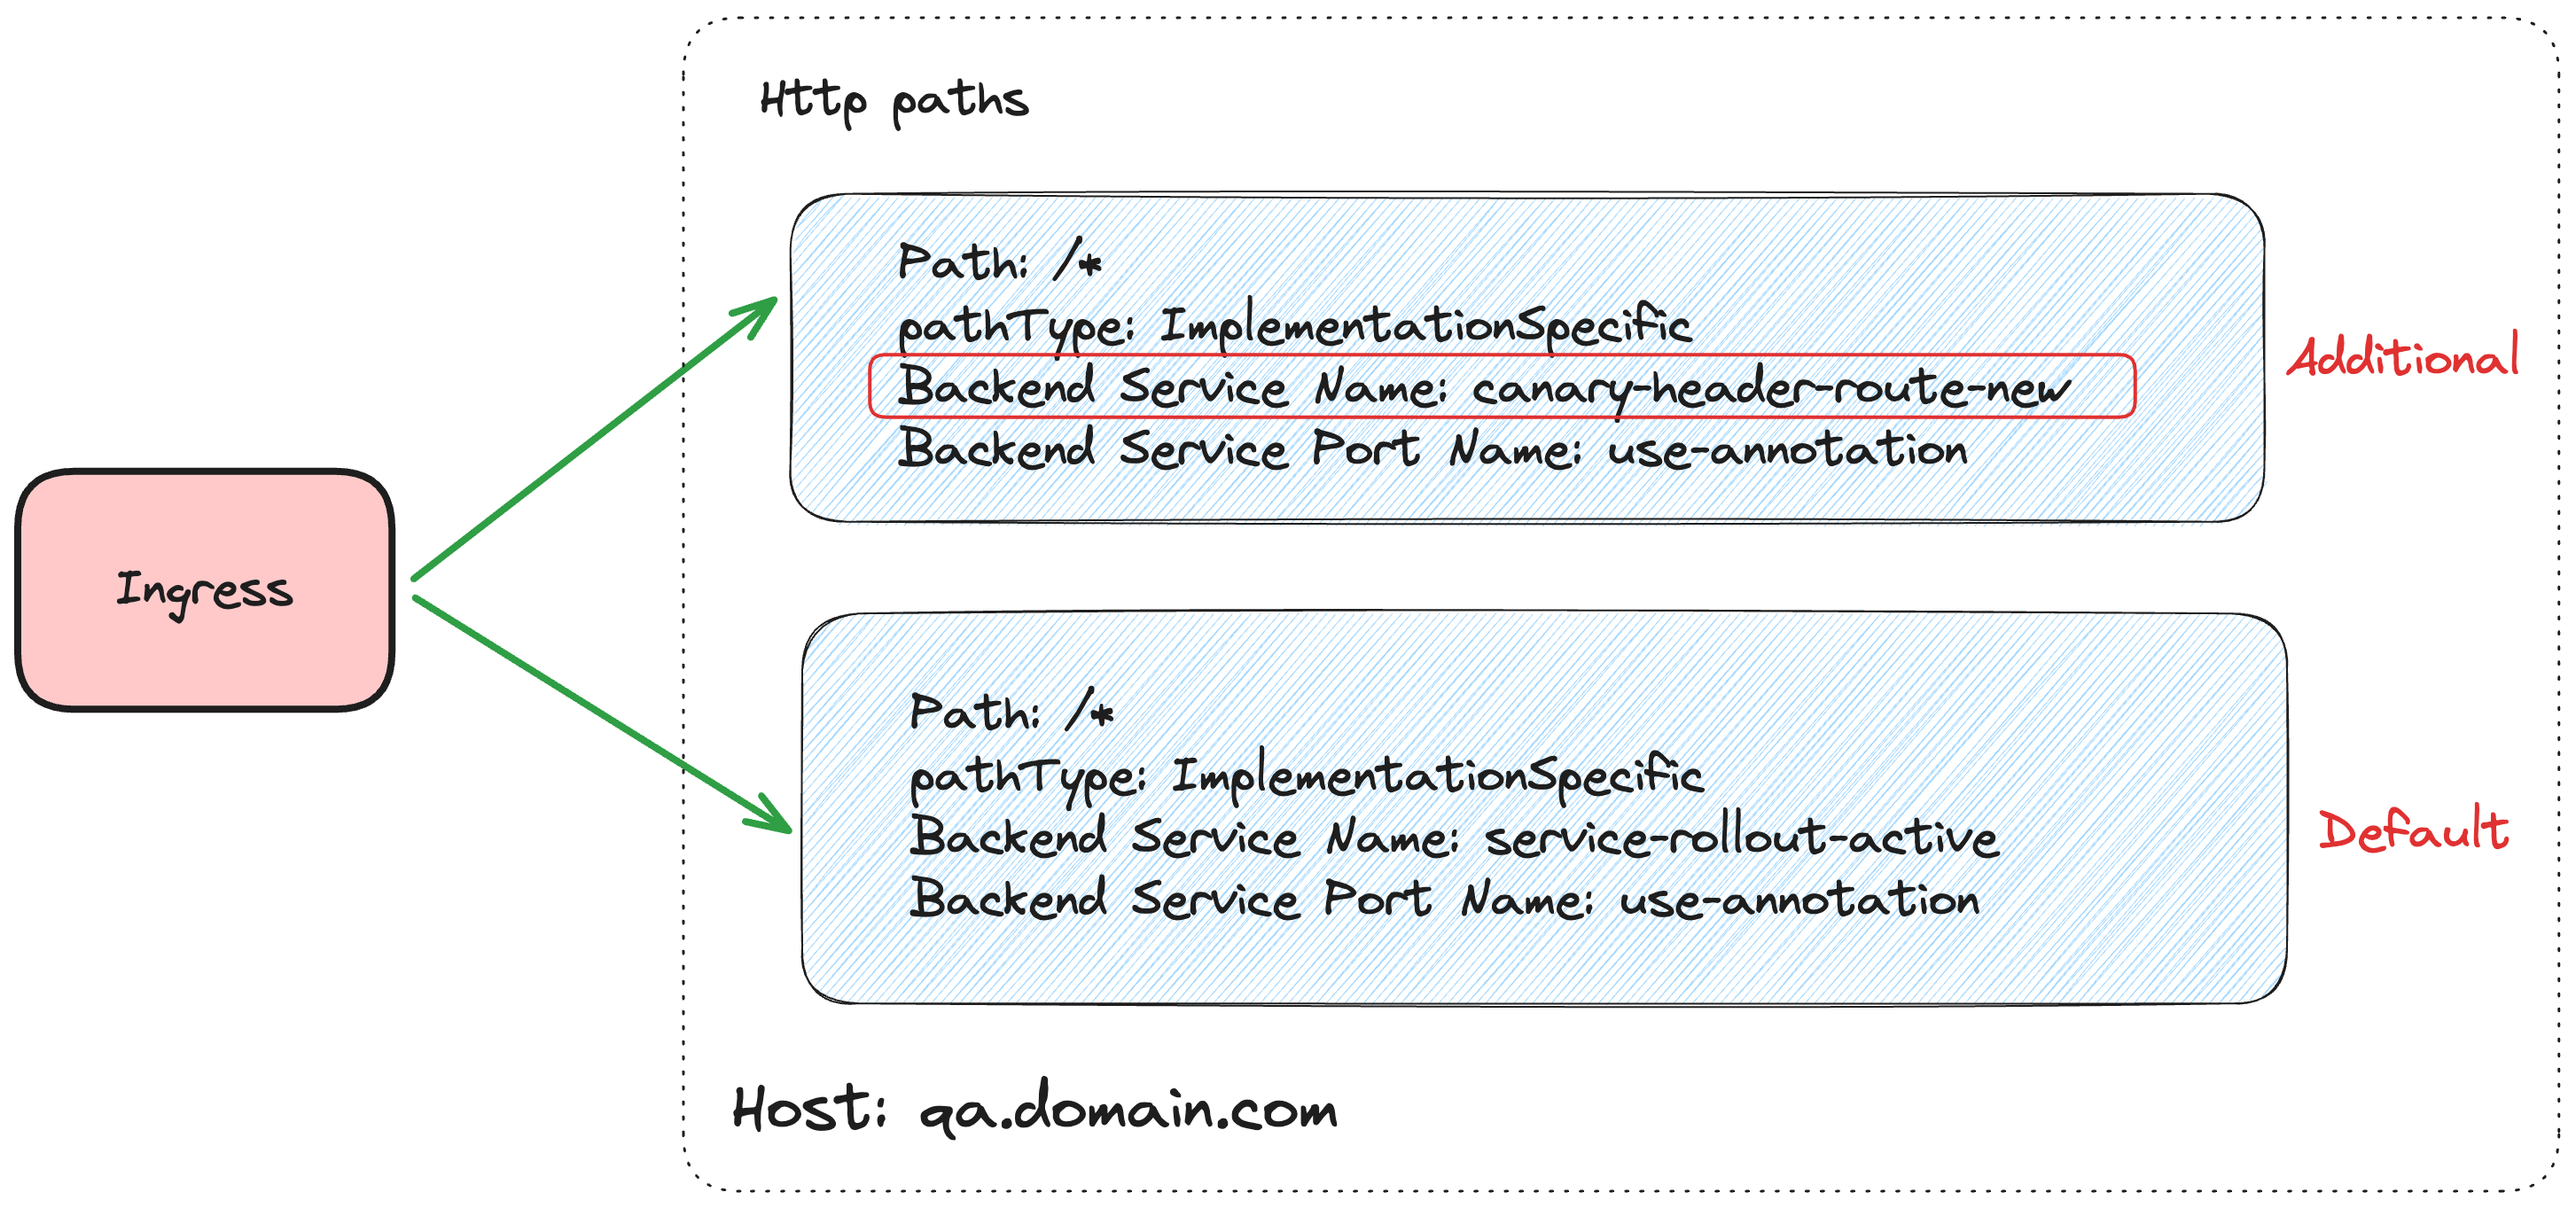 Http paths
Path: /*
pathType: ImplementationSpecific
Backend Service Name: canary-header-route-new
Backend Service Port Name: use-annotation
Additional
Ingress
Path: /*
pathType: ImplementationSpecific
Backend Service Name: service-rollout-active
Backend Service Port Name: use-annotation
Default
Host: qa.domain.com